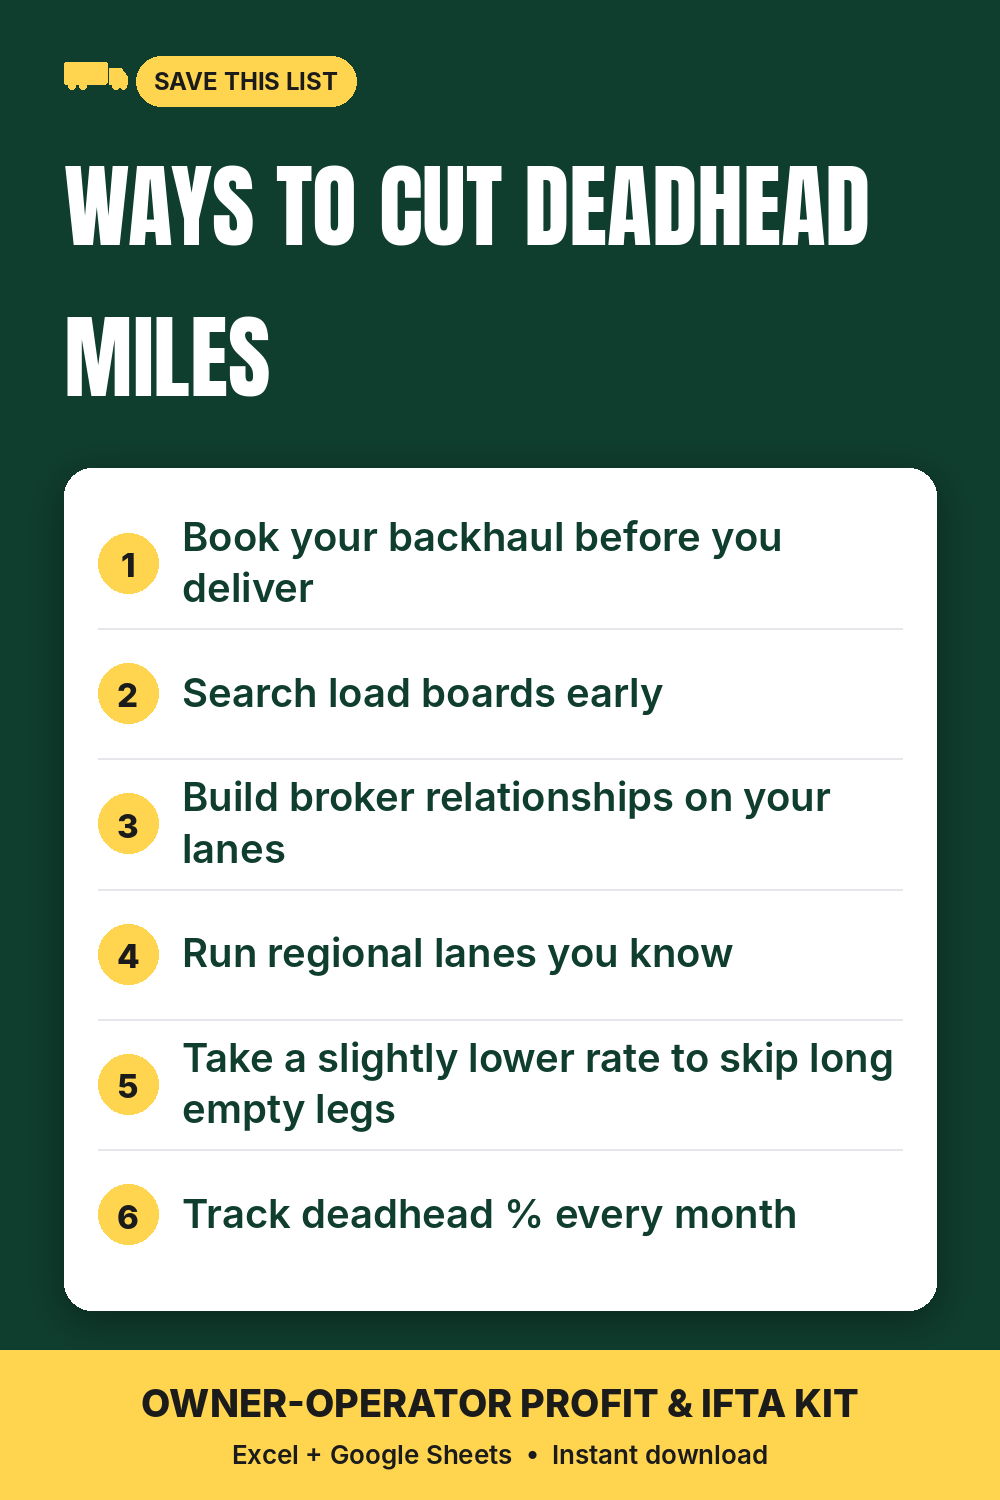 SAVE THIS LIST
WAYS TO CUT DEADHEAD
MILES
1 Book your backhaul before you
deliver
2 Search load boards early
3 Build broker relationships on your
lanes
4 Run regional lanes you know
5 Take a slightly lower rate to skip long
empty legs
6 Track deadhead % every month
OWNER-OPERATOR PROFIT & IFTA KIT
Excel + Google Sheets • Instant download